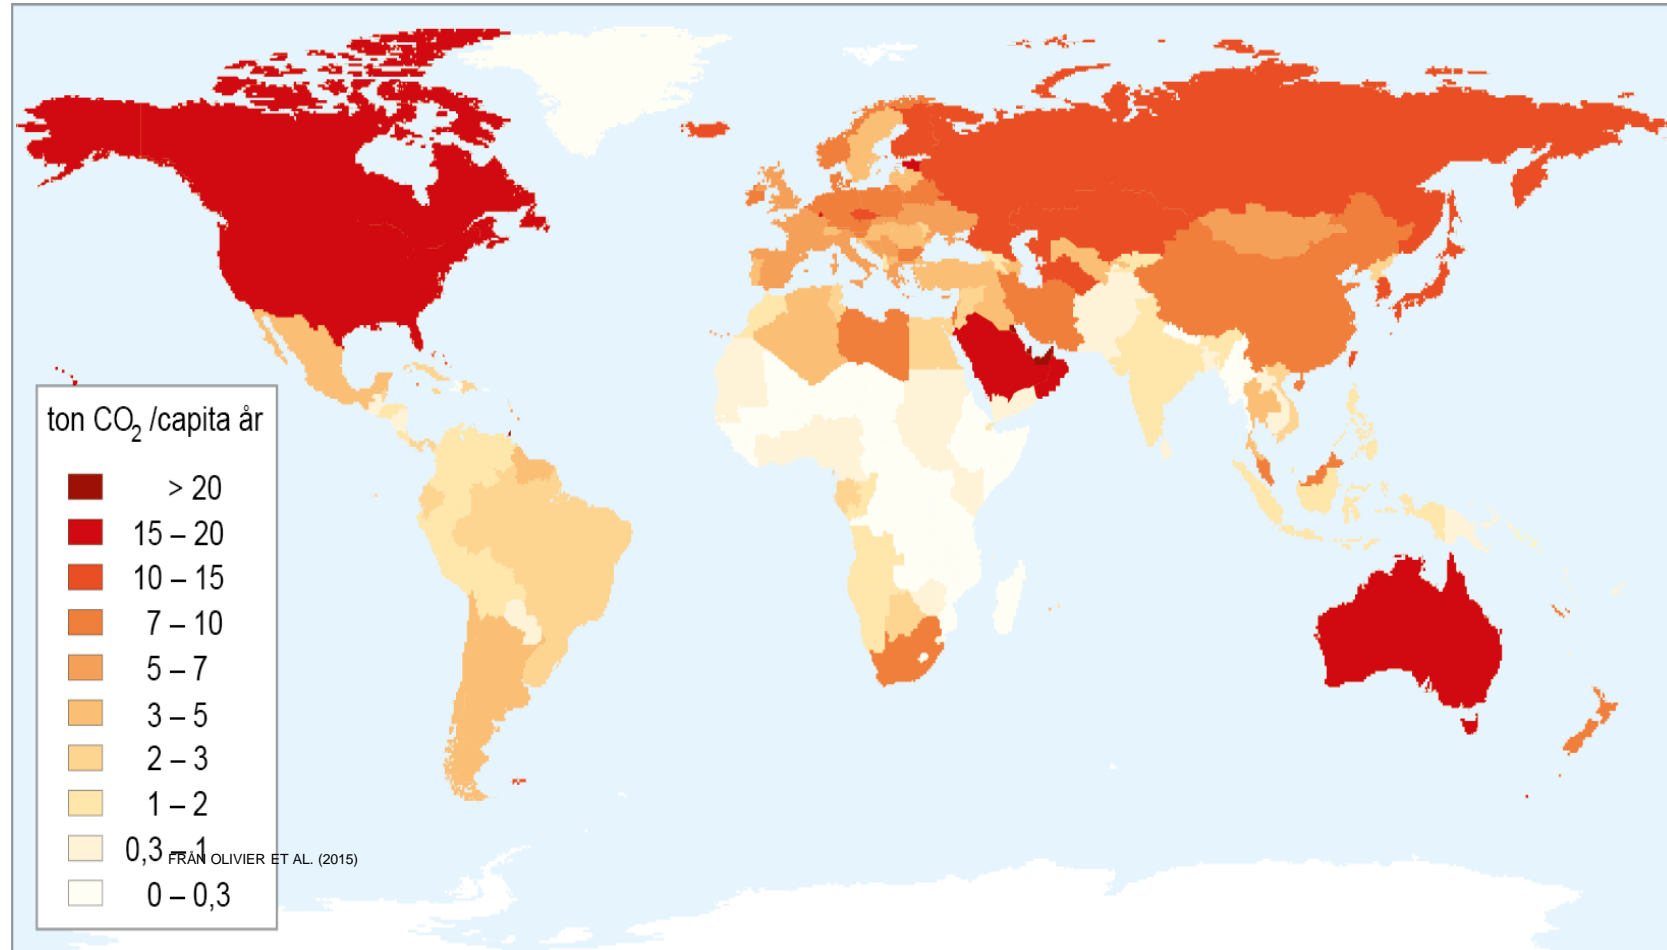 ton CO₂ /capita år
> 20
15 – 20
10 – 15
7 – 10
5 – 7
3 – 5
2 – 3
1 – 2
0,3 – 1
FRÅN OLIVIER ET AL. (2015)
0 – 0,3